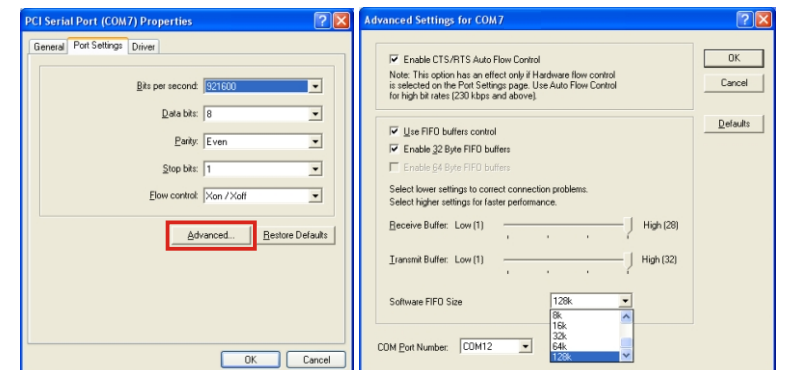 PCI Serial Port (COM7) Properties
General Port Settings Driver
Bits per second: 921600
Data bits: 8
Parity: Even
Stop bits: 1
Flow control: Xon / Xoff
Advanced... Restore Defaults
OK Cancel
Advanced Settings for COM7
Enable CTS/RTS Auto Flow Control
Note: This option has an effect only if Hardware flow control
is selected on the Port Settings page. Use Auto Flow Control
for high bit rates (230 kbps and above).
OK
Cancel
Defaults
Use FIFO buffers control
Enable 32 Byte FIFO buffers
Enable 64 Byte FIFO buffers
Select lower settings to correct connection problems.
Select higher settings for faster performance.
Receive Buffer: Low (1) High (28)
Transmit Buffer: Low (1) High (32)
Software FIFO Size 128k
8k
16k
32k
64k
128k
COM Port Number: COM12